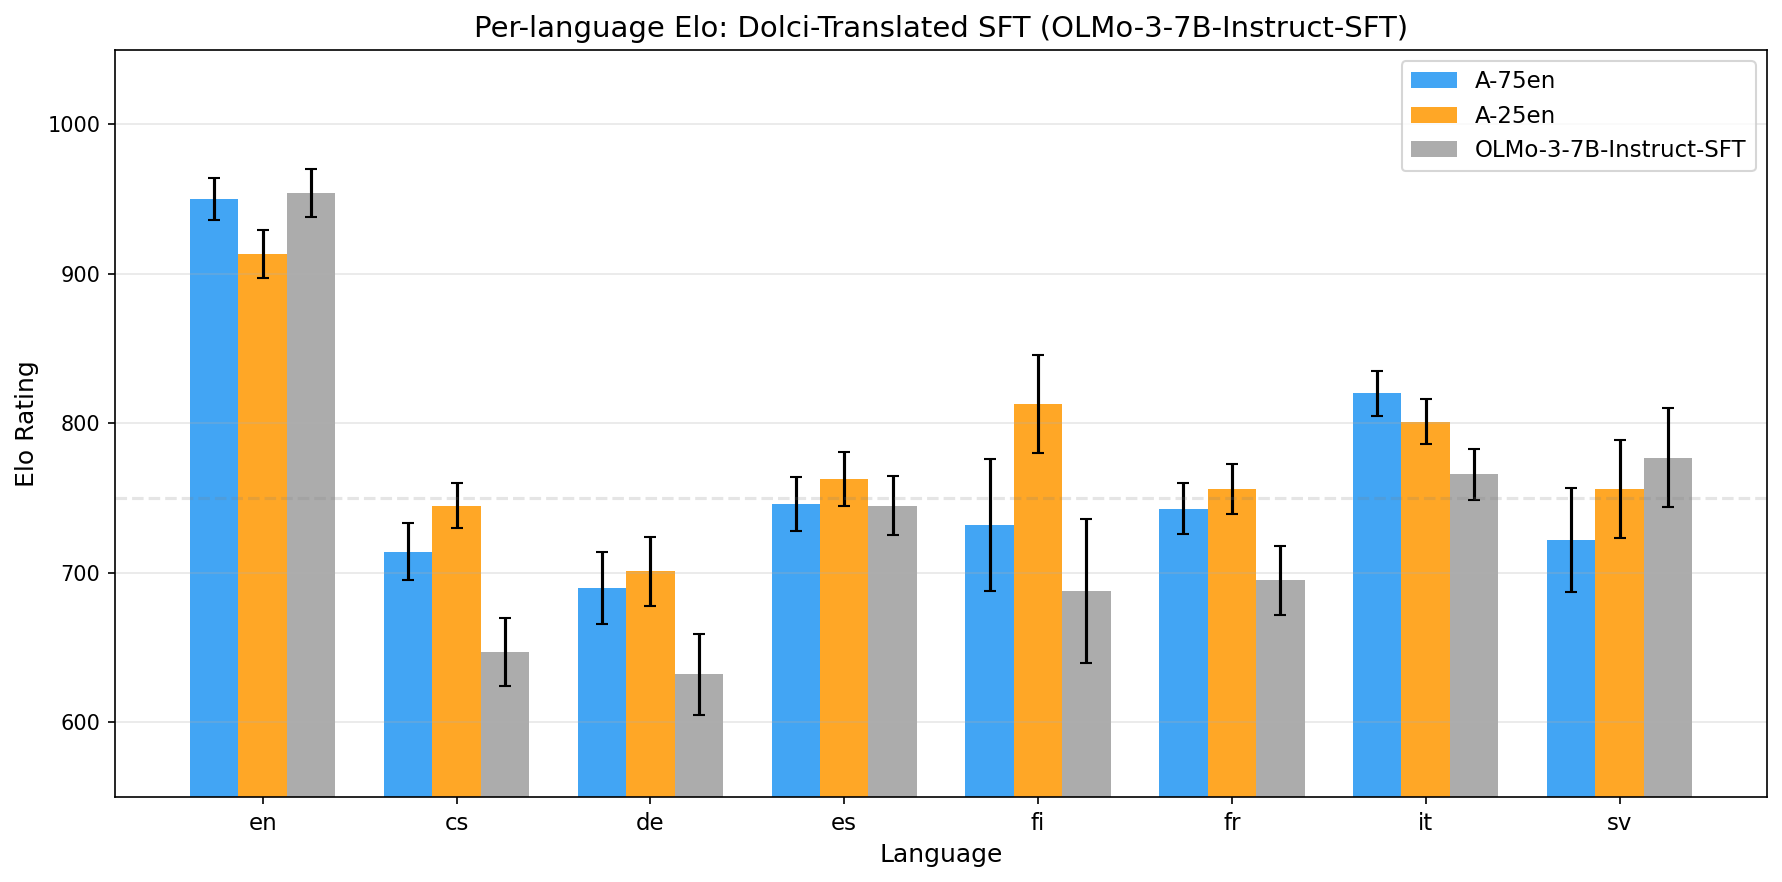 Per-language Elo: Dolci-Translated SFT (OLMo-3-7B-Instruct-SFT)
A-75en
A-25en
OLMo-3-7B-Instruct-SFT
Elo Rating
1000
900
800
700
600
en cs de es fi fr it sv
Language